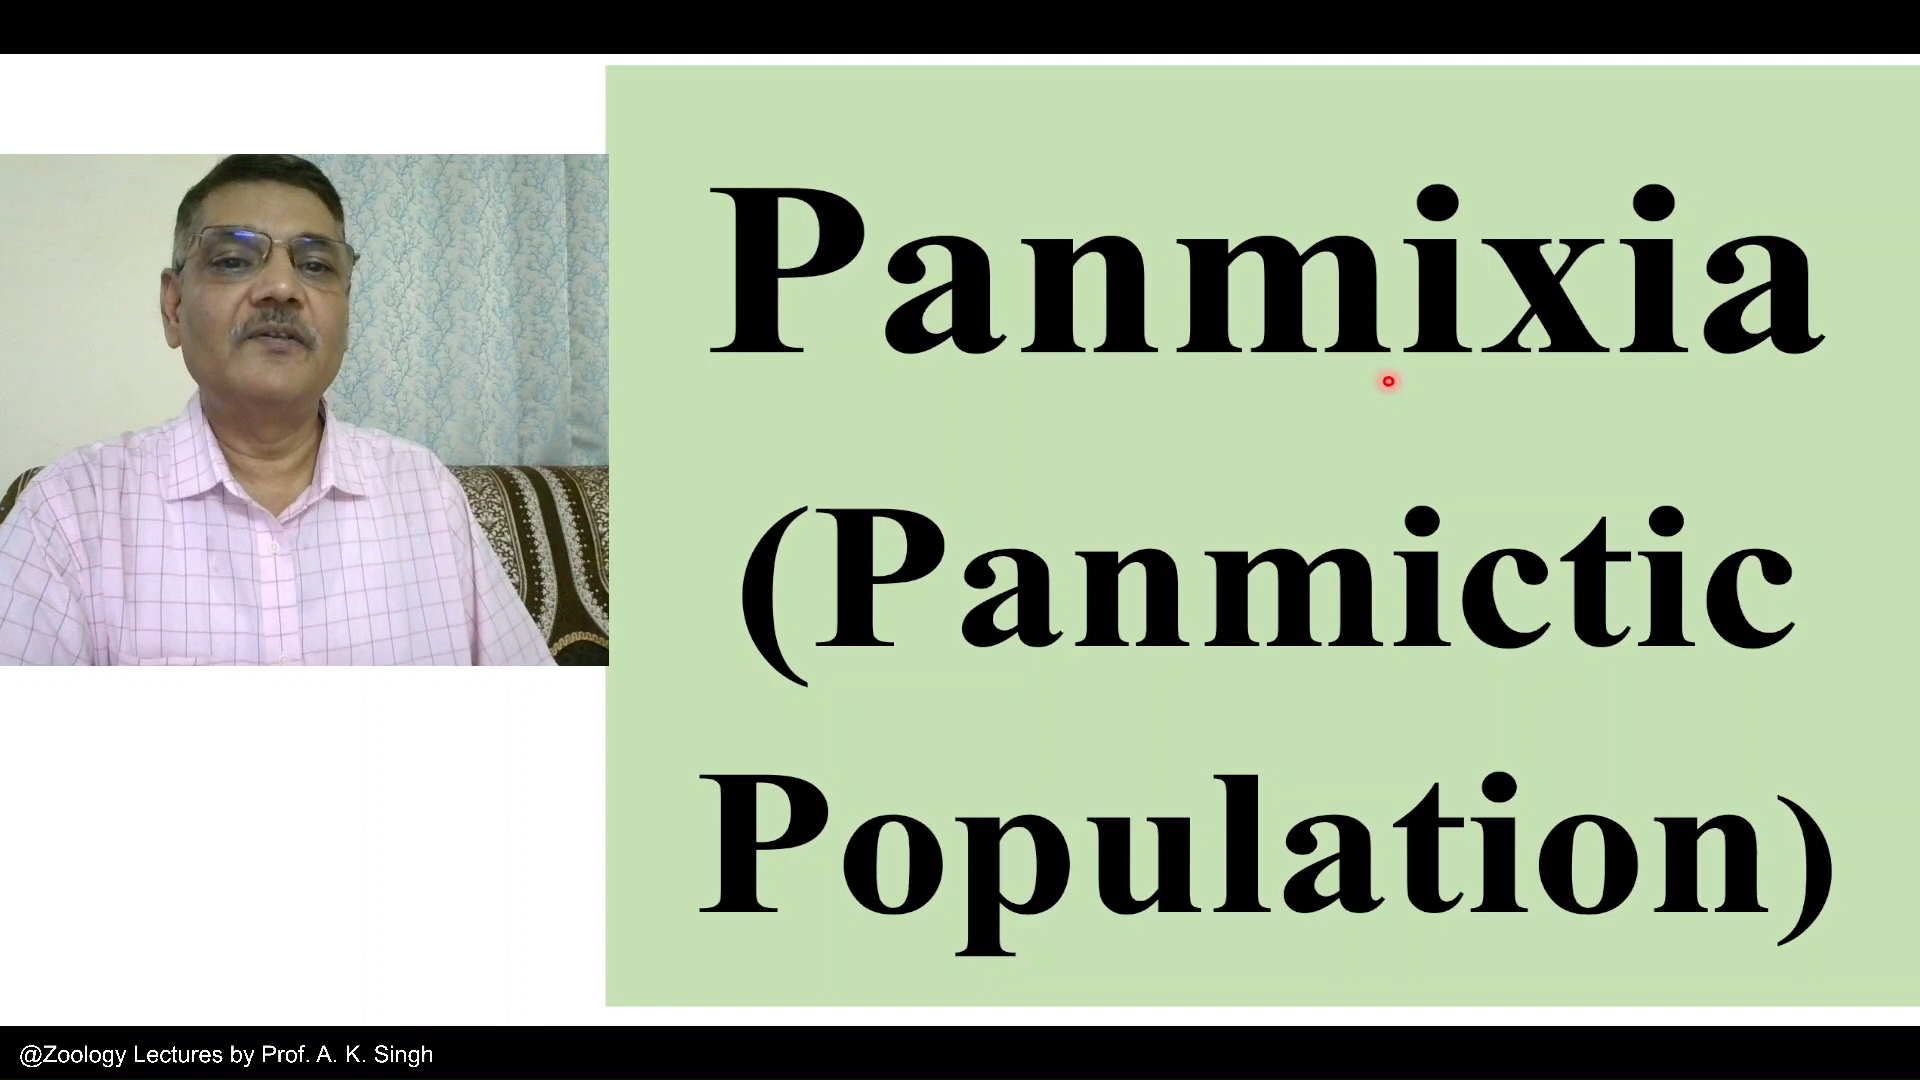 Panmixia
(Panmictic
Population)
@Zoology Lectures by Prof. A. K. Singh